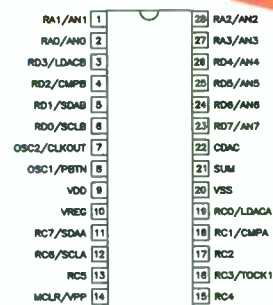 RA1/AN1 1 28 RA2/AN2
RA0/AN0 2 27 RA3/AN3
RD3/LDACB 3 26 RD4/AN4
RD2/CMPB 4 25 RD5/AN5
RD1/SDAB 5 24 RD6/AN6
RD0/SCLB 6 23 RD7/AN7
OSC2/CLKOUT 7 22 CDAC
OSC1/PBTN 8 21 SUM
VDD 9 20 VSS
VREG 10 19 RC0/LDACA
RC7/SDAA 11 18 RC1/CMPA
RC6/SCLA 12 17 RC2
RC5 13 16 RC3/TOCK1
MCLR/VPP 14 15 RC4